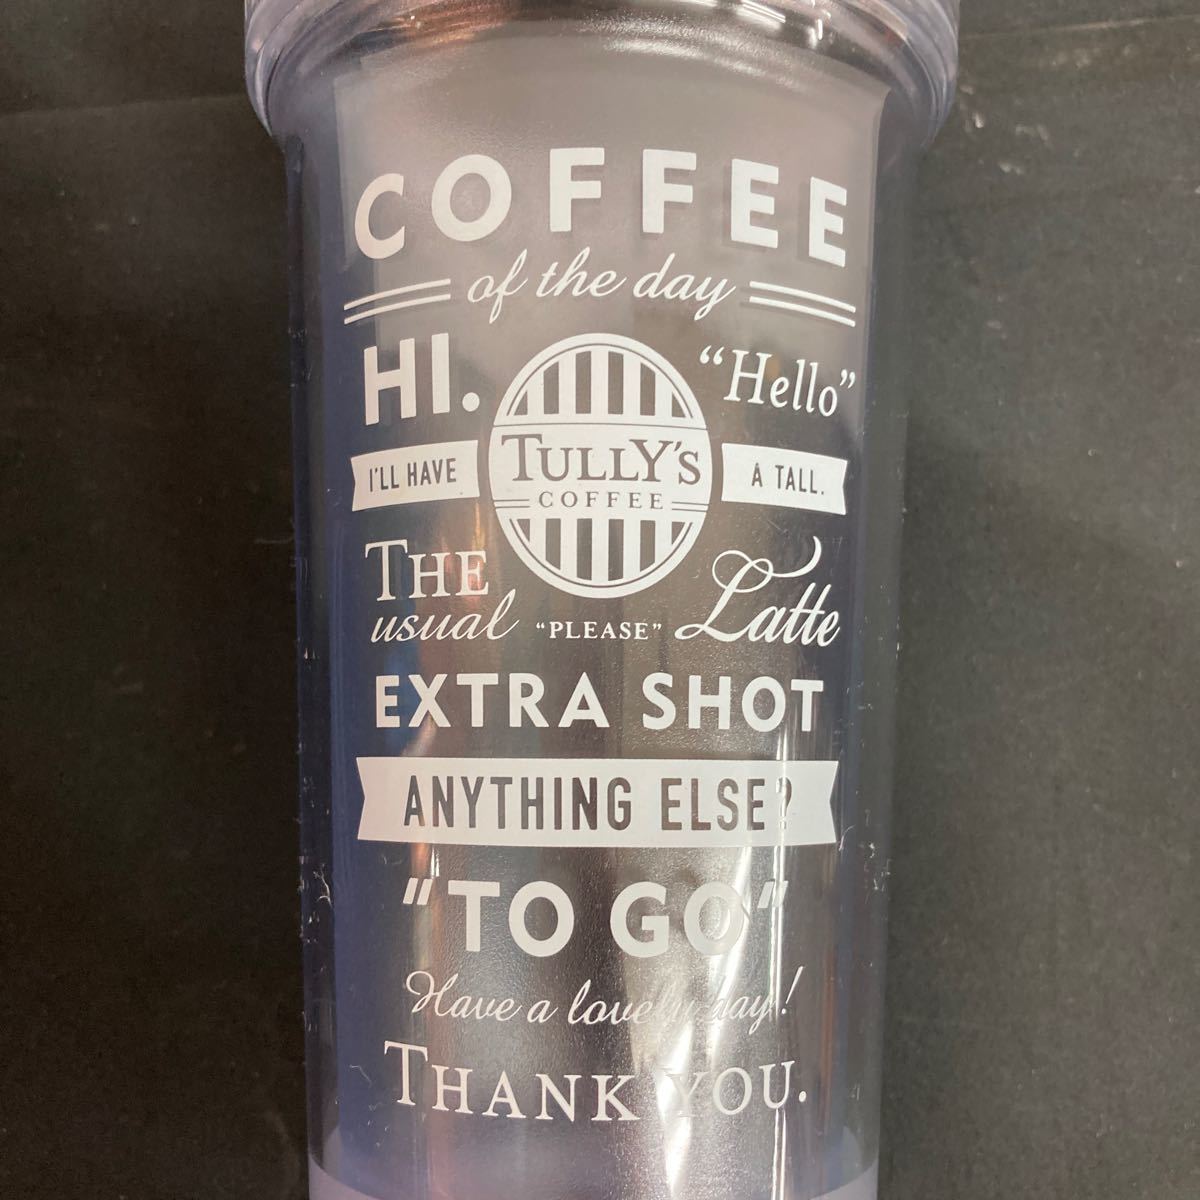 COFFEE
of the day
HI.
"Hello"
I'LL HAVE
TULLY'S
COFFEE
A TALL.
THE
usual
"PLEASE"
Latte
EXTRA SHOT
ANYTHING ELSE?
"TO GO"
Have a lovely day!
THANK YOU.